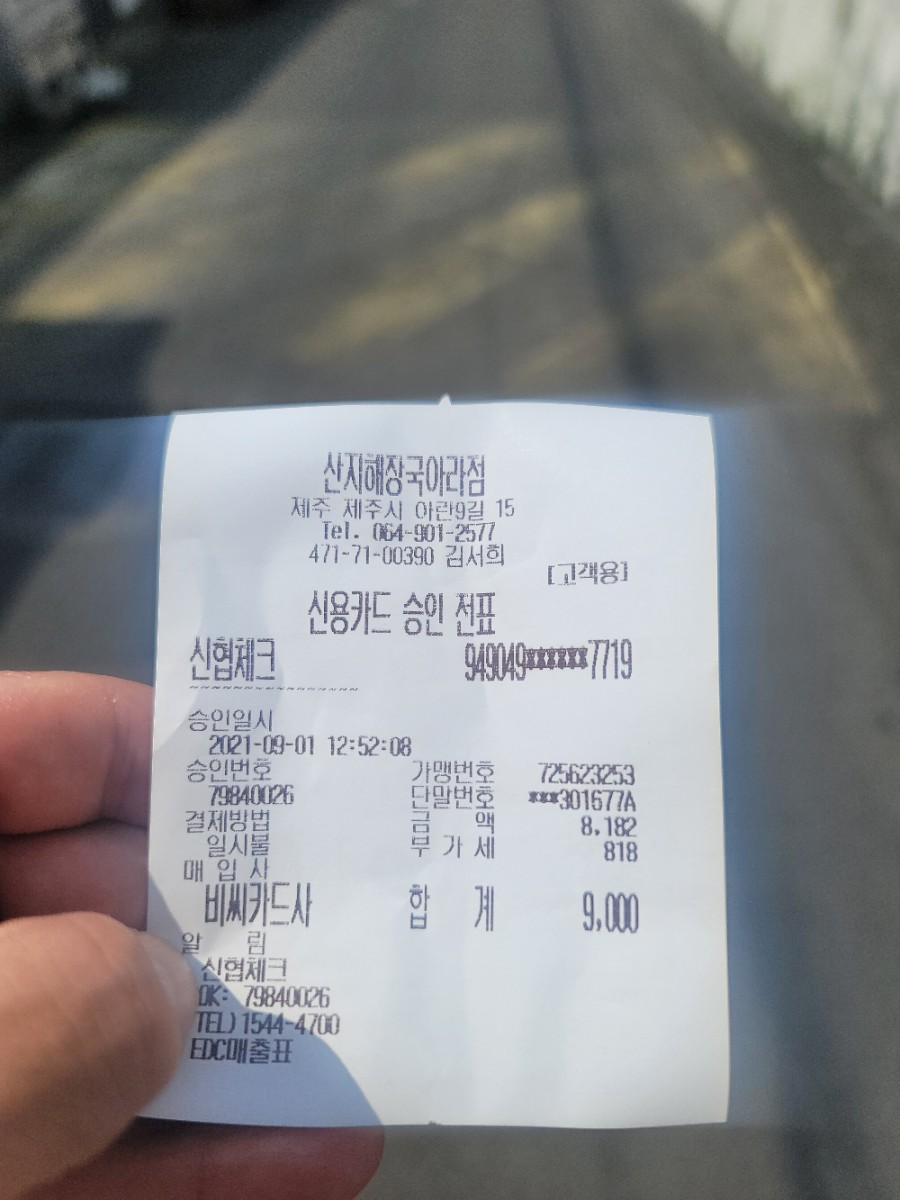 산지해장국아라점
제주 제주시 아란9길 15
Tel. 064-901-2577
471-71-00390 김서희
[고객용]
신용카드 승인 전표
신협체크 949049******7719
~~~~~~~~~~~~~~~~~~
승인일시
2021-09-01 12:52:08
승인번호 가맹번호 725623253
79840026 단말번호 ***301677A
결제방법 금 액 8,182
일시불 부 가 세 818
매 입 사
비씨카드사 합 계 9,000
알 림
신협체크
OK: 79840026
TEL)1544-4700
EDC매출표